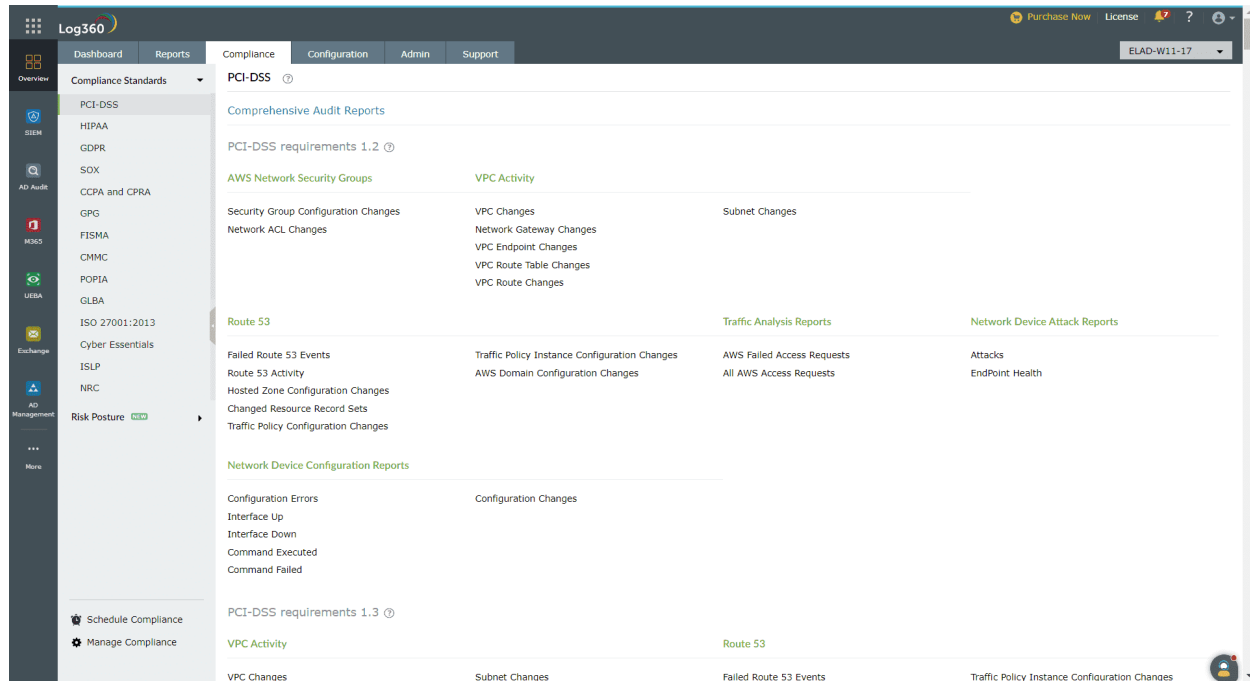 Log360
Purchase Now License 7 ?
Dashboard Reports Compliance Configuration Admin Support
ELAD-W11-17
Overview
SIEM
AD Audit
M365
UEBA
Exchange
AD
Management
More
Compliance Standards
PCI-DSS
HIPAA
GDPR
SOX
CCPA and CPRA
GPG
FISMA
CMMC
POPIA
GLBA
ISO 27001:2013
Cyber Essentials
ISLP
NRC
Risk Posture NEW
Schedule Compliance
Manage Compliance
PCI-DSS ?
Comprehensive Audit Reports
PCI-DSS requirements 1.2 ?
AWS Network Security Groups VPC Activity
Security Group Configuration Changes VPC Changes Subnet Changes
Network ACL Changes Network Gateway Changes
VPC Endpoint Changes
VPC Route Table Changes
VPC Route Changes
Route 53 Traffic Analysis Reports Network Device Attack Reports
Failed Route 53 Events Traffic Policy Instance Configuration Changes AWS Failed Access Requests Attacks
Route 53 Activity AWS Domain Configuration Changes All AWS Access Requests EndPoint Health
Hosted Zone Configuration Changes
Changed Resource Record Sets
Traffic Policy Configuration Changes
Network Device Configuration Reports
Configuration Errors Configuration Changes
Interface Up
Interface Down
Command Executed
Command Failed
PCI-DSS requirements 1.3 ?
VPC Activity Route 53
VPC Changes Subnet Changes Failed Route 53 Events Traffic Policy Instance Configuration Changes